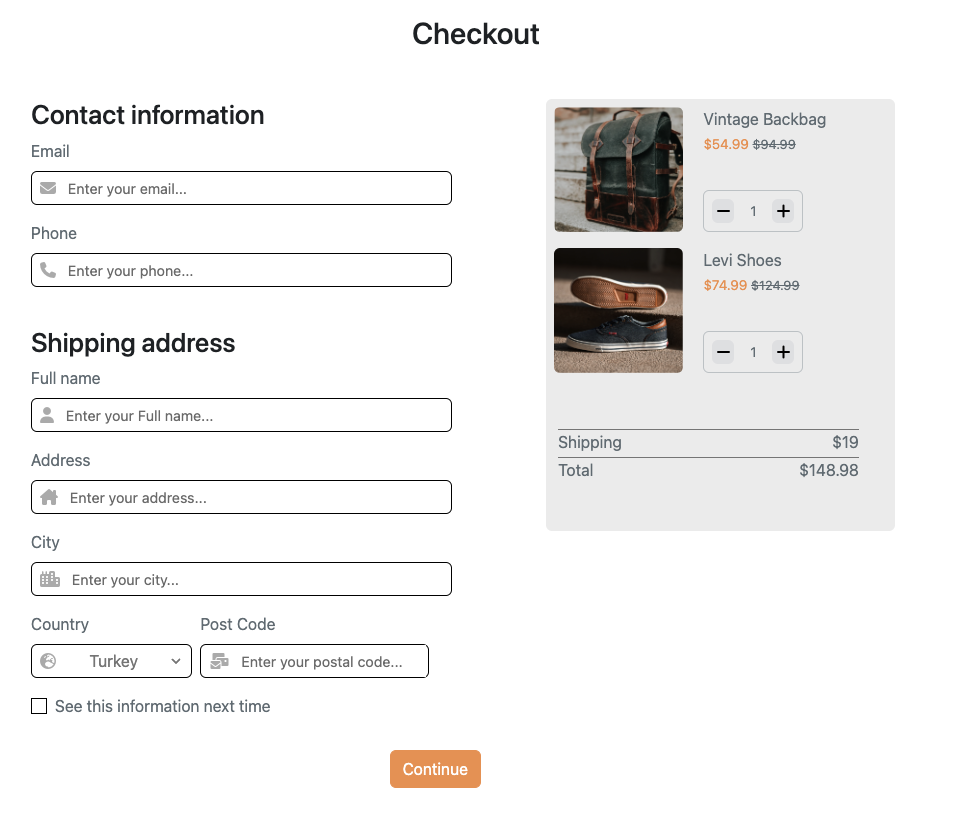 Checkout
Contact information
Email
Enter your email...
Phone
Enter your phone...
Shipping address
Full name
Enter your Full name...
Address
Enter your address...
City
Enter your city...
Country
Post Code
Turkey
Enter your postal code...
See this information next time
Continue
Vintage Backbag
$54.99 $94.99
1
Levi Shoes
$74.99 $124.99
1
Shipping $19
Total $148.98